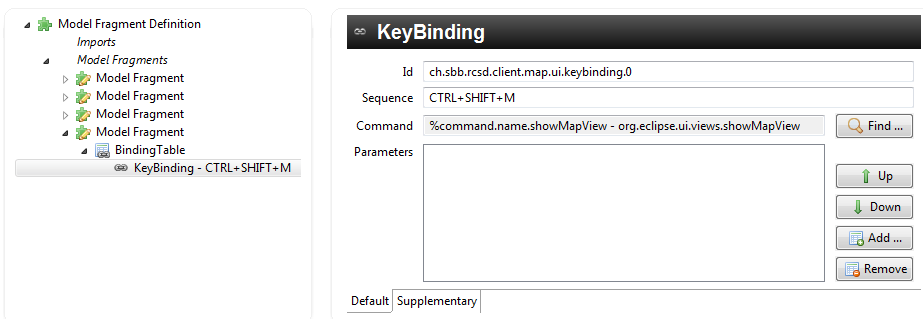 Model Fragment Definition
Imports
Model Fragments
Model Fragment
Model Fragment
Model Fragment
Model Fragment
BindingTable
KeyBinding - CTRL+SHIFT+M
KeyBinding
Id ch.sbb.rcsd.client.map.ui.keybinding.0
Sequence CTRL+SHIFT+M
Command %command.name.showMapView - org.eclipse.ui.views.showMapView Find ...
Parameters
Up
Down
Add ...
Remove
Default Supplementary